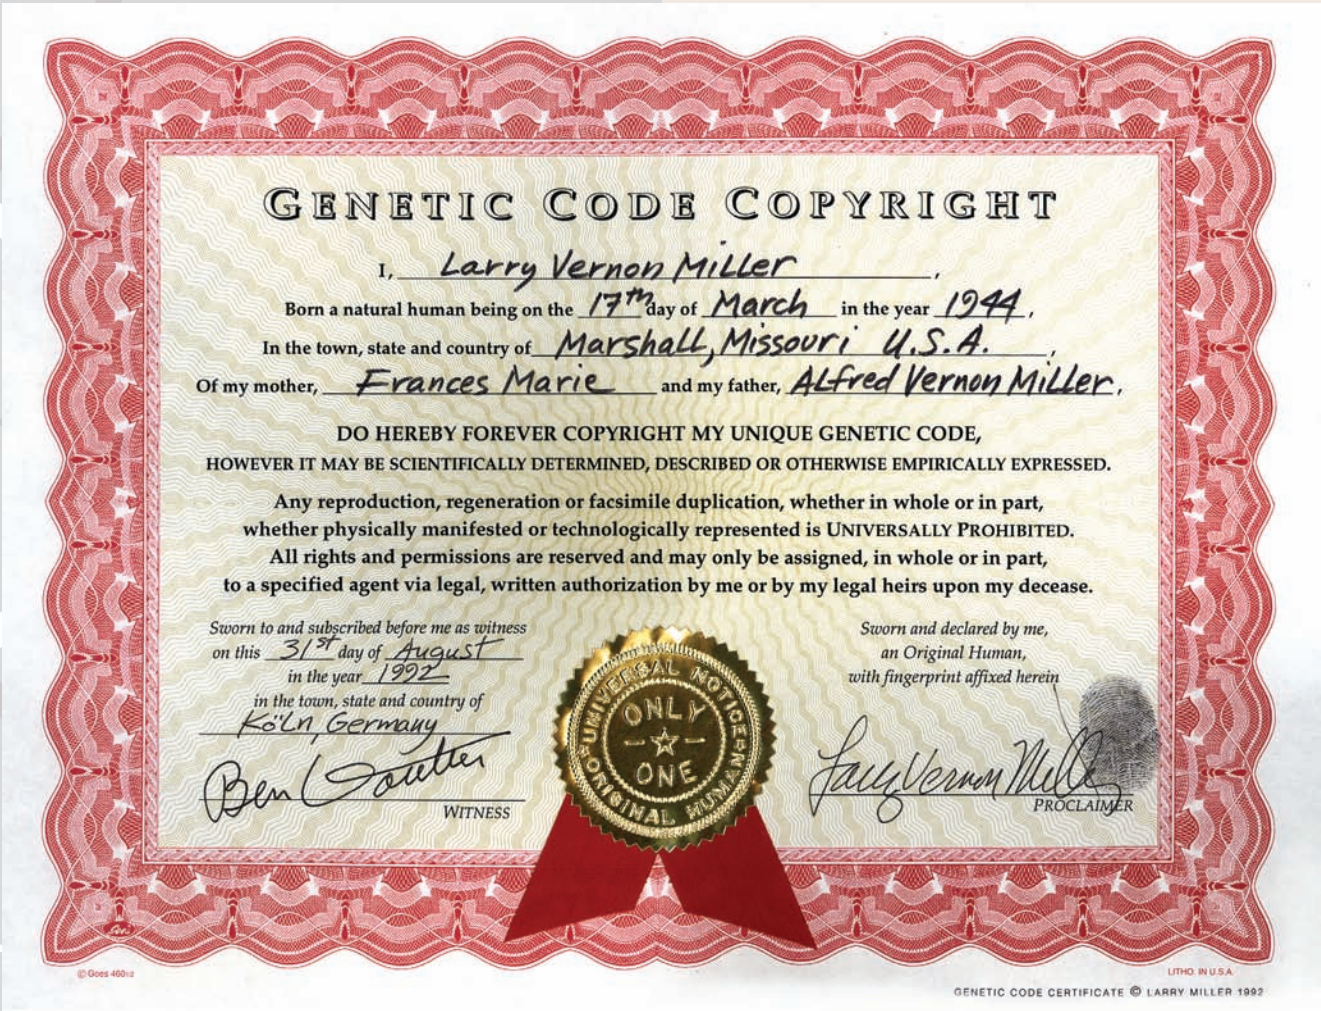 GENETIC CODE COPYRIGHT
I, Larry Vernon Miller,
Born a natural human being on the 17th day of March in the year 1944,
In the town, state and country of Marshall, Missouri U.S.A.,
Of my mother, Frances Marie and my father, Alfred Vernon Miller,
DO HEREBY FOREVER COPYRIGHT MY UNIQUE GENETIC CODE,
HOWEVER IT MAY BE SCIENTIFICALLY DETERMINED, DESCRIBED OR OTHERWISE EMPIRICALLY EXPRESSED.
Any reproduction, regeneration or facsimile duplication, whether in whole or in part,
whether physically manifested or technologically represented is UNIVERSALLY PROHIBITED.
All rights and permissions are reserved and may only be assigned, in whole or in part,
to a specified agent via legal, written authorization by me or by my legal heirs upon my decease.
Sworn to and subscribed before me as witness
on this 31st day of August
in the year 1992
in the town, state and country of
Köln, Germany
Ben
WITNESS
UNIVERSAL NOTICE
ONLY
ONE
ORIGINAL HUMAN
Sworn and declared by me,
an Original Human,
with fingerprint affixed herein
Larry Vernon Miller
PROCLAIMER
© Goes 460
LITHO. IN U.S.A.
GENETIC CODE CERTIFICATE © LARRY MILLER 1992